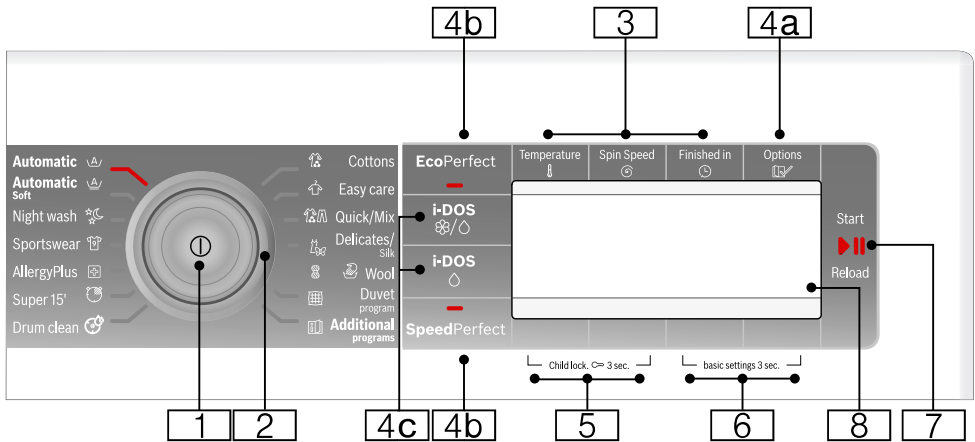 4b
3
4a
Automatic
Automatic
Soft
Night wash
Sportswear
AllergyPlus
Super 15'
Drum clean
Cottons
Easy care
Quick/Mix
Delicates/
Silk
Wool
Duvet
program
Additional
programs
EcoPerfect
i-DOS
i-DOS
SpeedPerfect
Temperature
Spin Speed
Finished in
Options
Start
Reload
Child lock. 3 sec.
basic settings 3 sec.
1
2
4c
4b
5
6
8
7